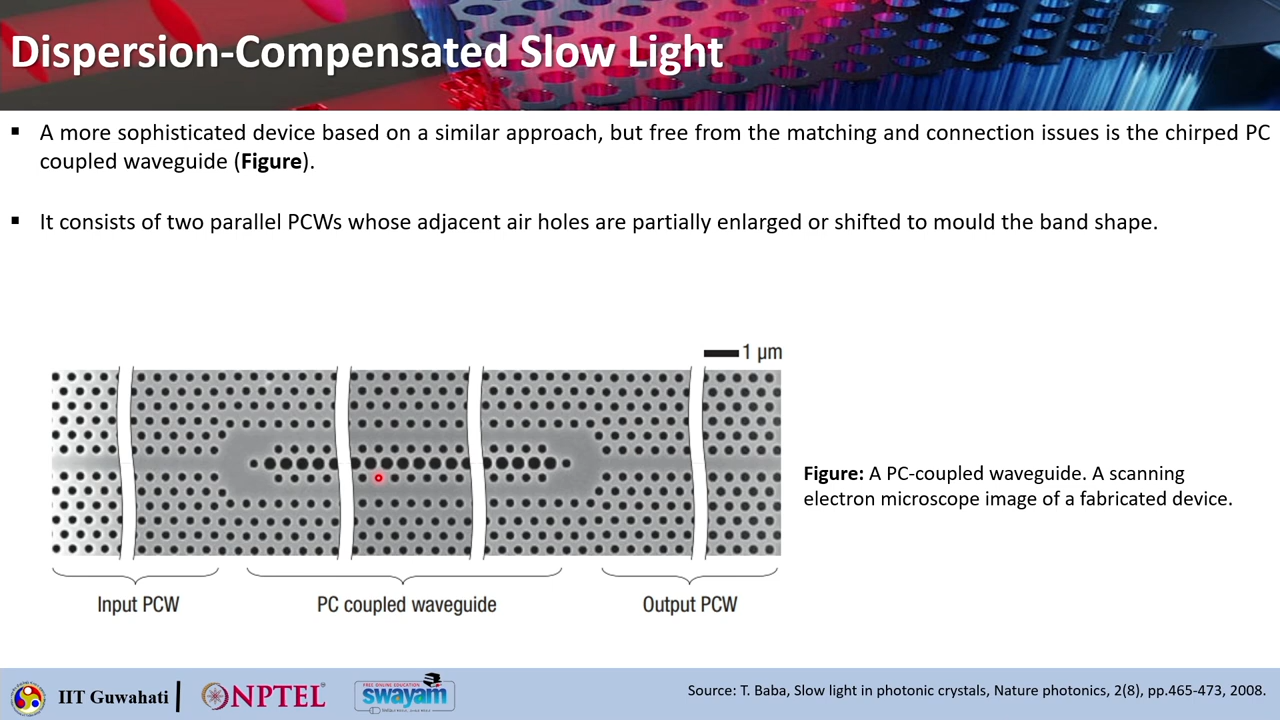 Dispersion-Compensated Slow Light
▪ A more sophisticated device based on a similar approach, but free from the matching and connection issues is the chirped PC
coupled waveguide (Figure).
▪ It consists of two parallel PCWs whose adjacent air holes are partially enlarged or shifted to mould the band shape.
1 µm
Input PCW
PC coupled waveguide
Output PCW
Figure: A PC-coupled waveguide. A scanning
electron microscope image of a fabricated device.
IIT Guwahati
NPTEL
FREE ONLINE EDUCATION
swayam
Source: T. Baba, Slow light in photonic crystals, Nature photonics, 2(8), pp.465-473, 2008.